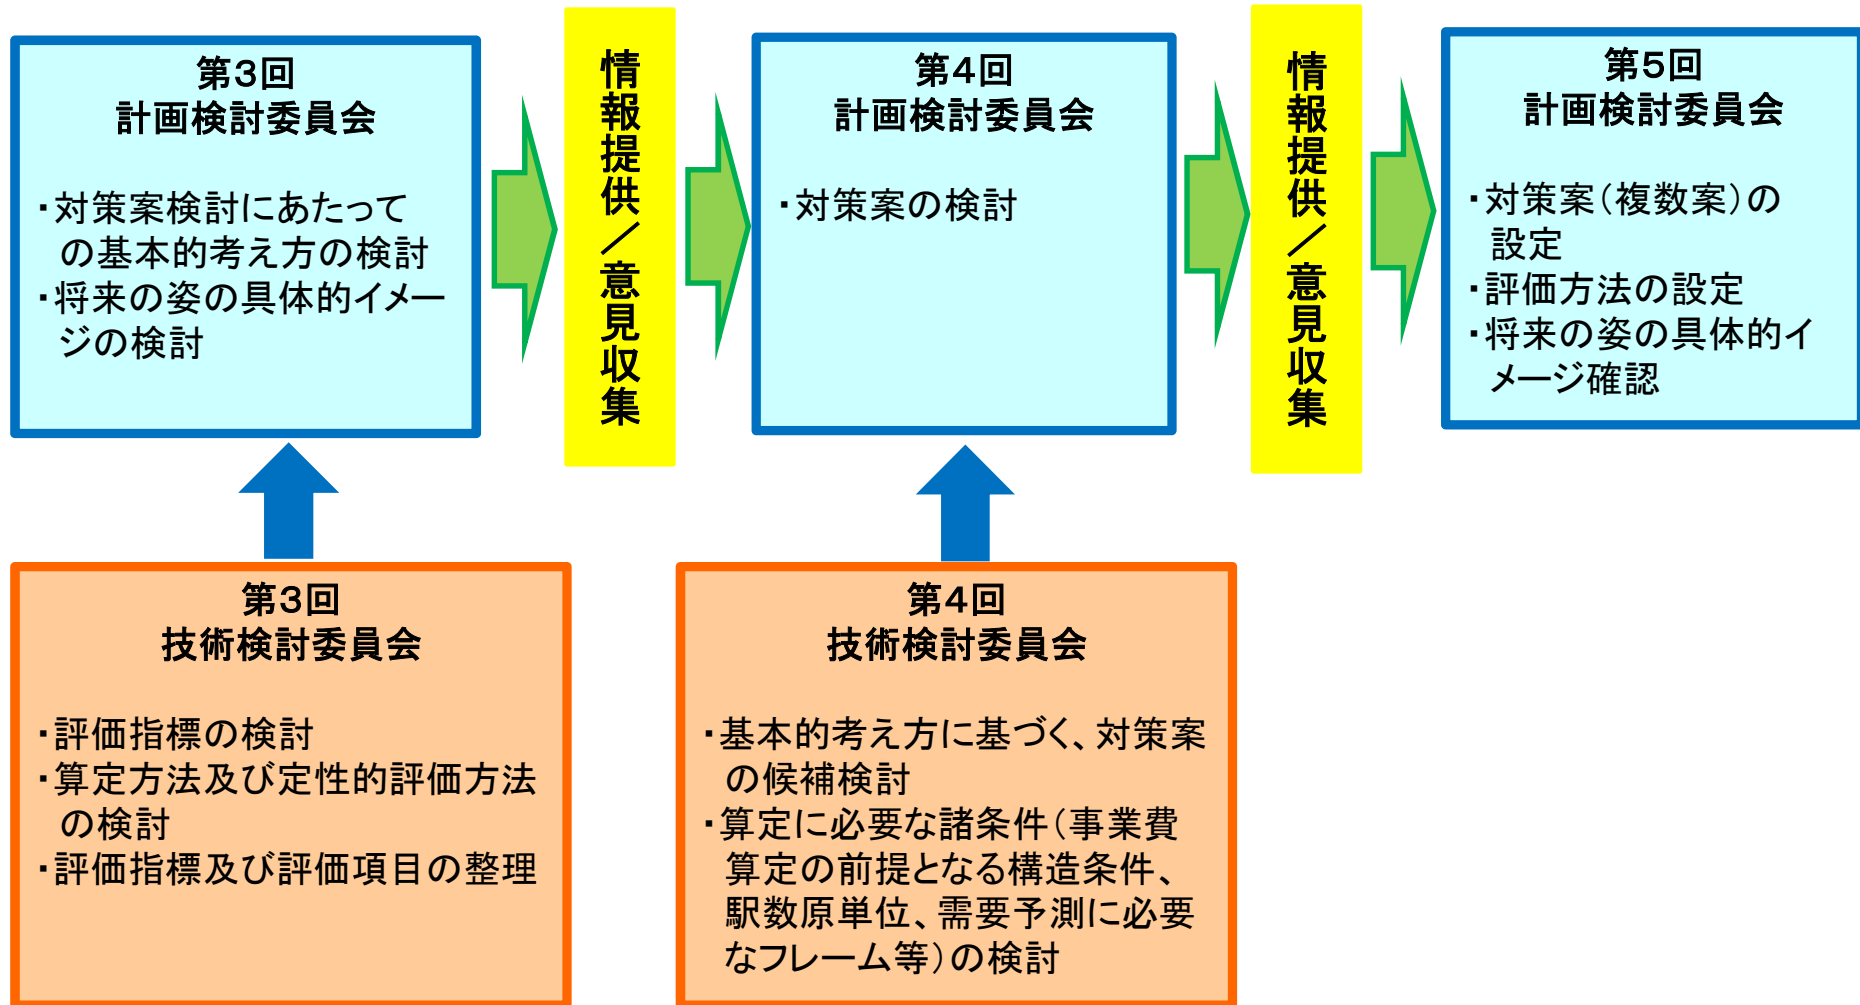 第3回
計画検討委員会
・対策案検討にあたって
の基本的考え方の検討
・将来の姿の具体的イメー
ジの検討
情報提供／意見収集
第4回
計画検討委員会
・対策案の検討
情報提供／意見収集
第5回
計画検討委員会
・対策案（複数案）の
設定
・評価方法の設定
・将来の姿の具体的イ
メージ確認
第3回
技術検討委員会
・評価指標の検討
・算定方法及び定性的評価方法
の検討
・評価指標及び評価項目の整理
第4回
技術検討委員会
・基本的考え方に基づく、対策案
の候補検討
・算定に必要な諸条件（事業費
算定の前提となる構造条件、
駅数原単位、需要予測に必要
なフレーム等）の検討